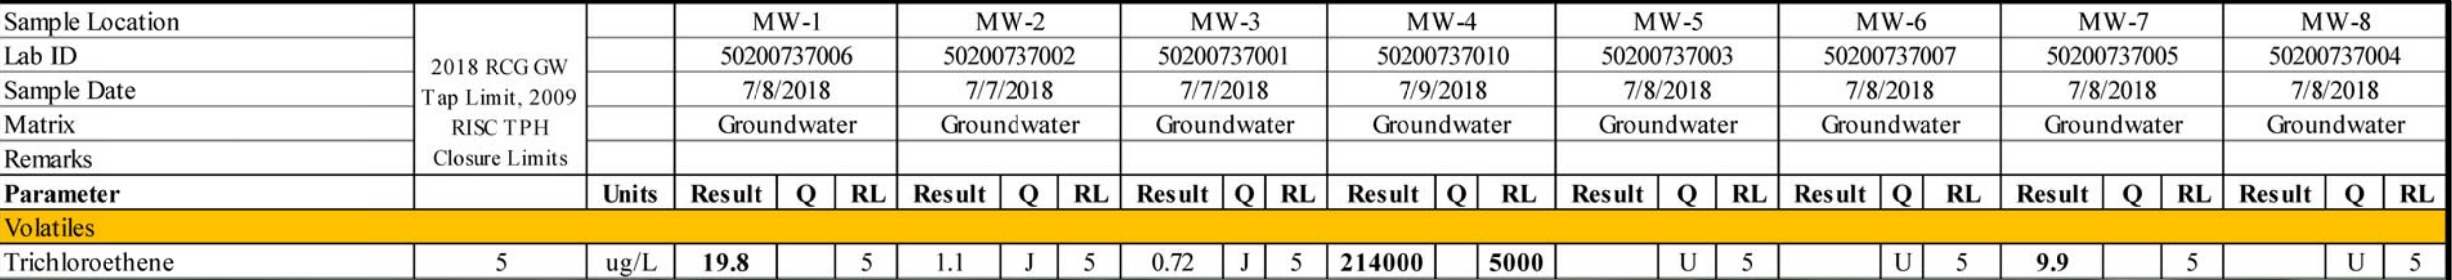 Sample Location MW-1 MW-2 MW-3 MW-4 MW-5 MW-6 MW-7 MW-8
Lab ID 50200737006 50200737002 50200737001 50200737010 50200737003 50200737007 50200737005 50200737004
2018 RCG GW
Tap Limit, 2009
RISC TPH
Closure Limits
Sample Date 7/8/2018 7/7/2018 7/7/2018 7/9/2018 7/8/2018 7/8/2018 7/8/2018 7/8/2018
Matrix Groundwater Groundwater Groundwater Groundwater Groundwater Groundwater Groundwater Groundwater
Remarks
Parameter Units Result Q RL Result Q RL Result Q RL Result Q RL Result Q RL Result Q RL Result Q RL Result Q RL
Volatiles
Trichloroethene 5 ug/L 19.8 5 1.1 J 5 0.72 J 5 214000 5000 U 5 U 5 9.9 5 U 5